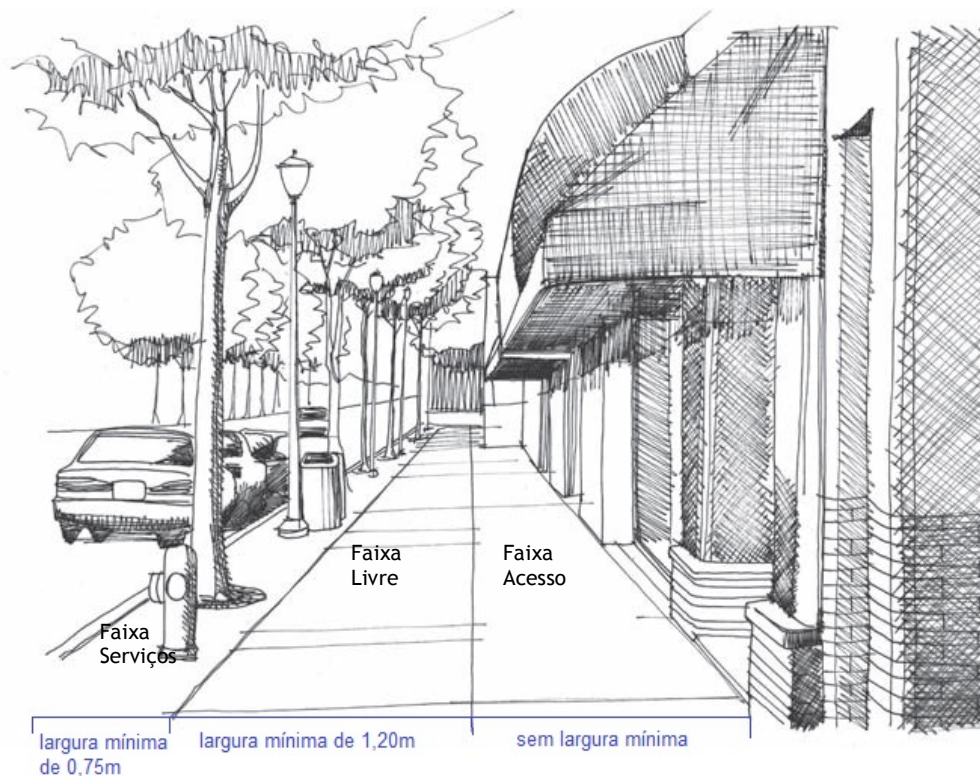 Faixa
Livre
Faixa
Acesso
Faixa
Serviços
largura mínima
de 0,75m
largura mínima de 1,20m
sem largura mínima